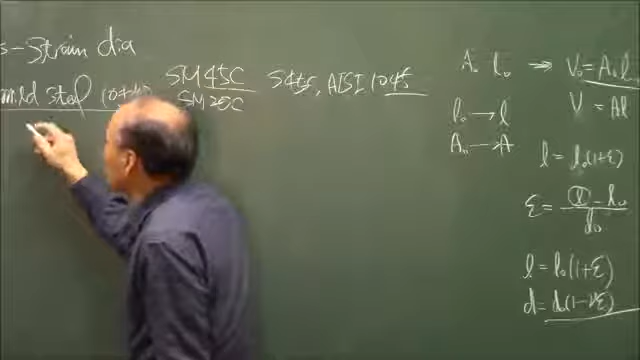 s-strain dia
mild steel
SM45C
SM20C
S45C, AISI 1045
A₀ l₀ ⇒ V₀ = A₀ l
V = Al
l₀ → l
A₀ → A
l = l₀(1+ε)
ε = (l - l₀) / l₀
l = l₀(1+ε)
d = d₀(1-νε)